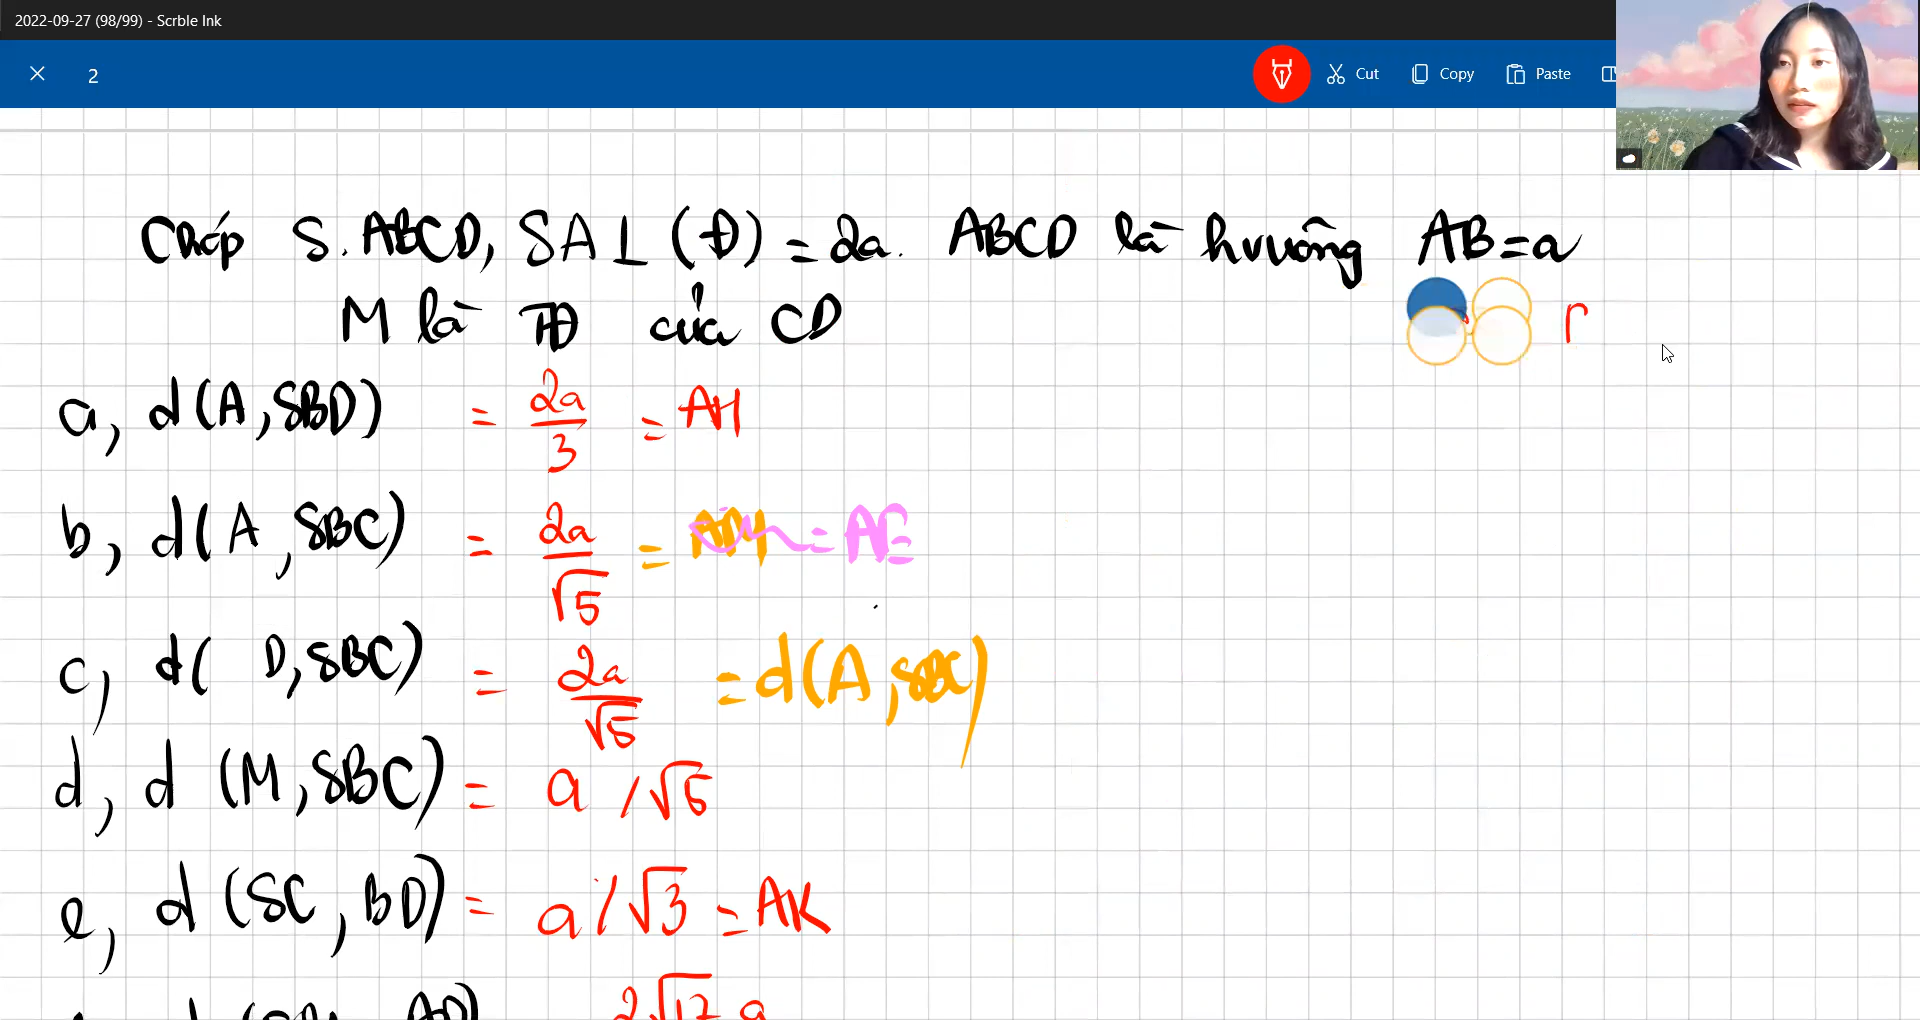 2022-09-27 (98/99) - Scrble Ink
2 Cut Copy Paste
Chóp S.ABCD, SA⊥(Đ) = 2a. ABCD là hvuông AB=a
M là TĐ của CD
a, d(A,SBD) = 2a/3 = AH
b, d(A,SBC) = 2a/√5 = = AE
c, d( D,SBC) = 2a/√5 = d(A,SBC)
d, d (M,SBC) = a/√5
e, d (SC, BD) = a/√3 = AK